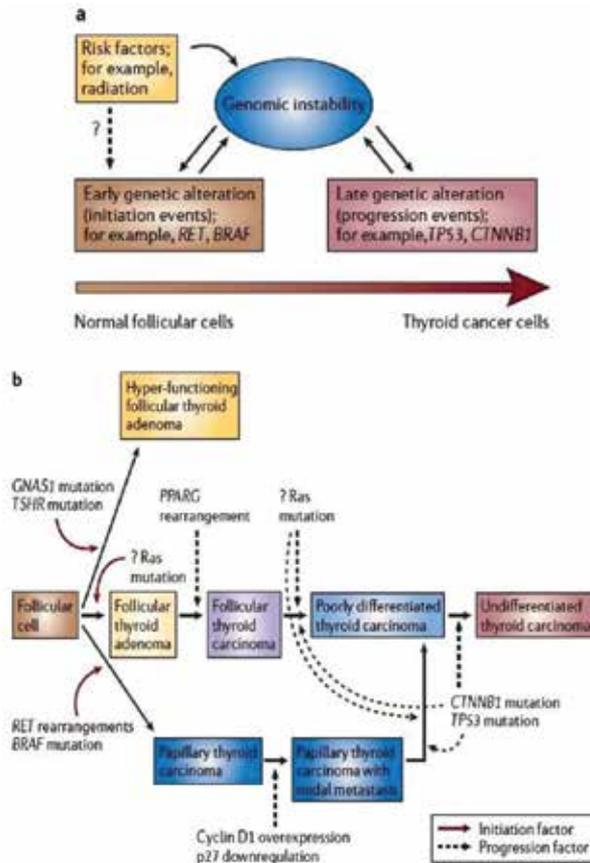 a
Risk factors;
for example,
radiation
Genomic instability
?
Early genetic alteration
(initiation events);
for example, RET, BRAF
Late genetic alteration
(progression events);
for example, TP53, CTNNB1
Normal follicular cells
Thyroid cancer cells
b
Hyper-functioning
follicular thyroid
adenoma
GNAS1 mutation
TSHR mutation
PPARG
rearrangement
? Ras
mutation
? Ras
mutation
Follicular
cell
Follicular
thyroid
adenoma
Follicular
thyroid
carcinoma
Poorly differentiated
thyroid carcinoma
Undifferentiated
thyroid carcinoma
RET rearrangements
BRAF mutation
CTNNB1 mutation
TP53 mutation
Papillary thyroid
carcinoma
Papillary thyroid
carcinoma with
nodal metastasis
Cyclin D1 overexpression
p27 downregulation
Initiation factor
Progression factor